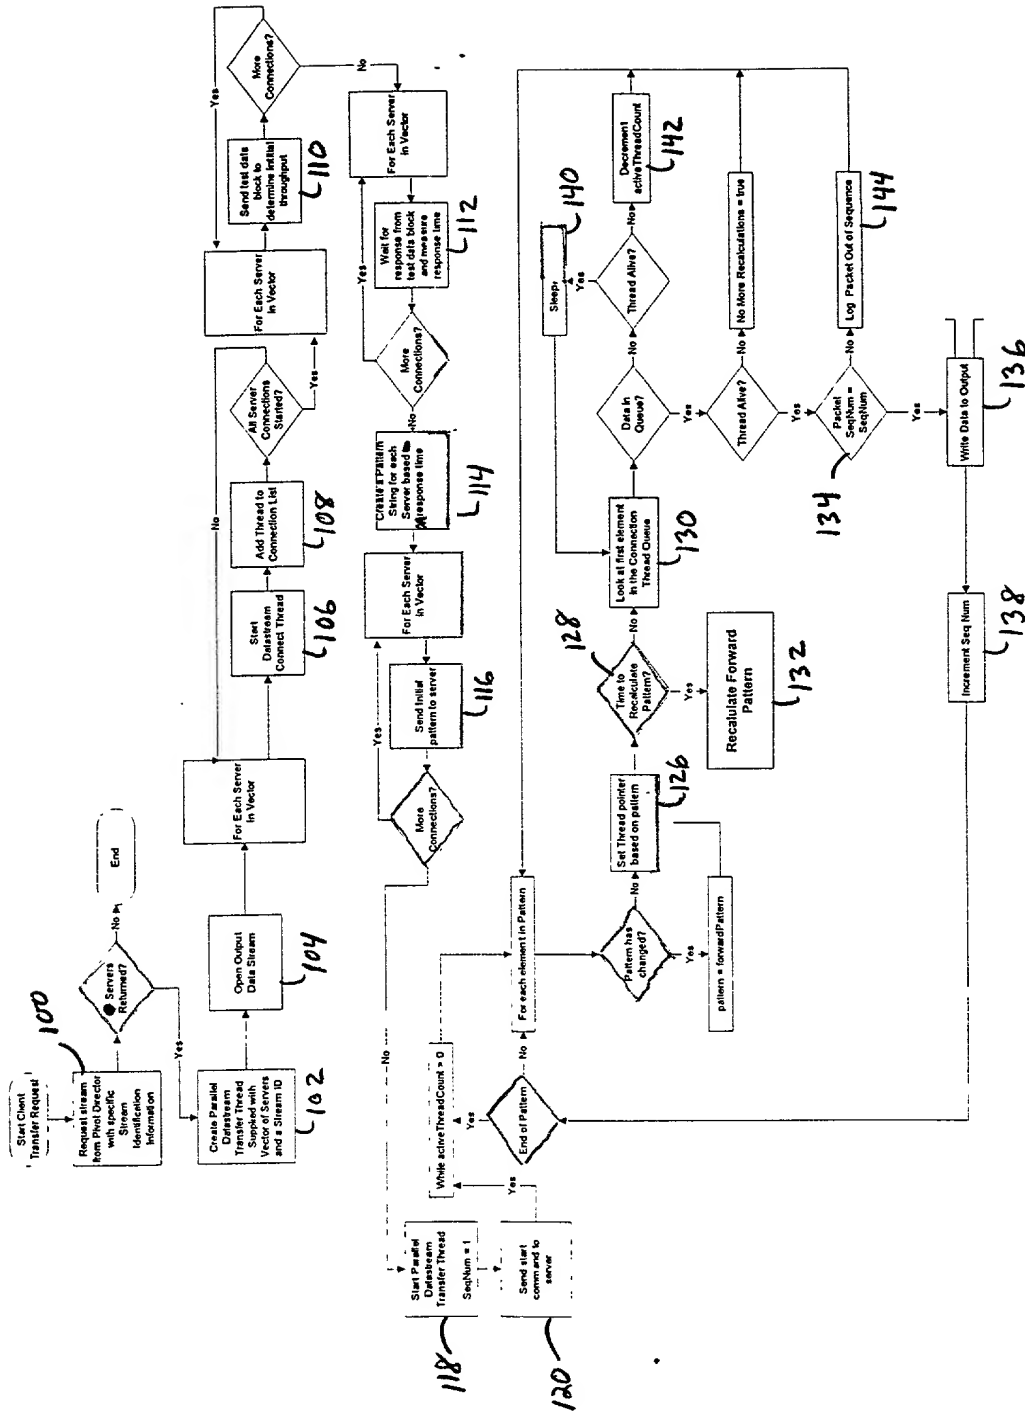 Start Client
Transfer Request
Request stream
from Pivot Director
with specific
Stream
Identification
Information
100
Servers
Returned?
No
End
Yes
Create Parallel
Datastream
Transfer Thread
Supplied with
Vector of Servers
and a Stream ID
102
Open Output
Data Stream
104
For Each Server
in Vector
Start
Datastream
Connect Thread
106
Add Thread to
Connection List
108
All Server
Connections
Started?
No
Yes
For Each Server
in Vector
Send test data
block to
determine intitial
throughput
110
More
Connections?
Yes
No
For Each Server
in Vector
Wait for
response from
test data block
and measure
response time
112
More
Connections?
Yes
No
Create a Pattern
String for each
Server based
response time
114
For Each Server
in Vector
Send Initial
pattern to server
116
More
Connections?
Yes
No
Start Parallel
Datastream
Transfer Thread
SeqNum = 1
118
Send start
command to
server
120
Yes
While activeThreadCount > 0
Yes
End of Pattern
No
For each element in Pattern
Pattern has
changed?
Yes
pattern = forwardPattern
No
Set Thread pointer
based on pattern
126
Time to
Recalculate
Pattern?
128
Yes
Recalulate Forward
Pattern
132
No
Look at first element
in the Connection
Thread Queue
130
Data in
Queue?
No
Thread Alive?
Yes
Sleep
140
No
Decrement
activeThreadCount
142
Yes
Thread Alive?
No
No More Recalculations = true
Yes
Packet
SeqNum =
SeqNum
134
No
Log Packet Out of Sequence
144
Yes
Write Data to Output
136
Increment Seq Num
138